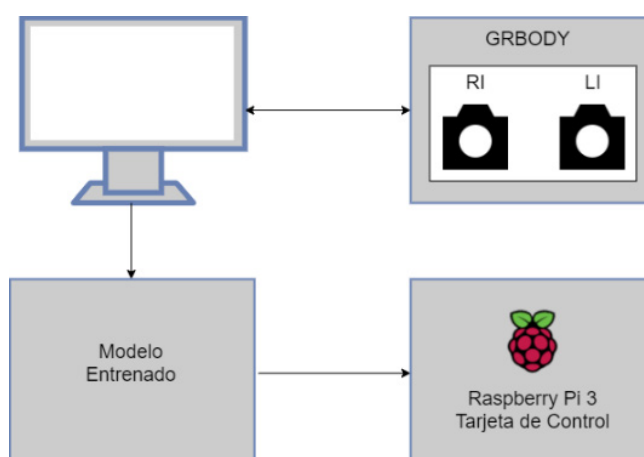 GRBODY
RI LI
Modelo
Entrenado
Raspberry Pi 3
Tarjeta de Control